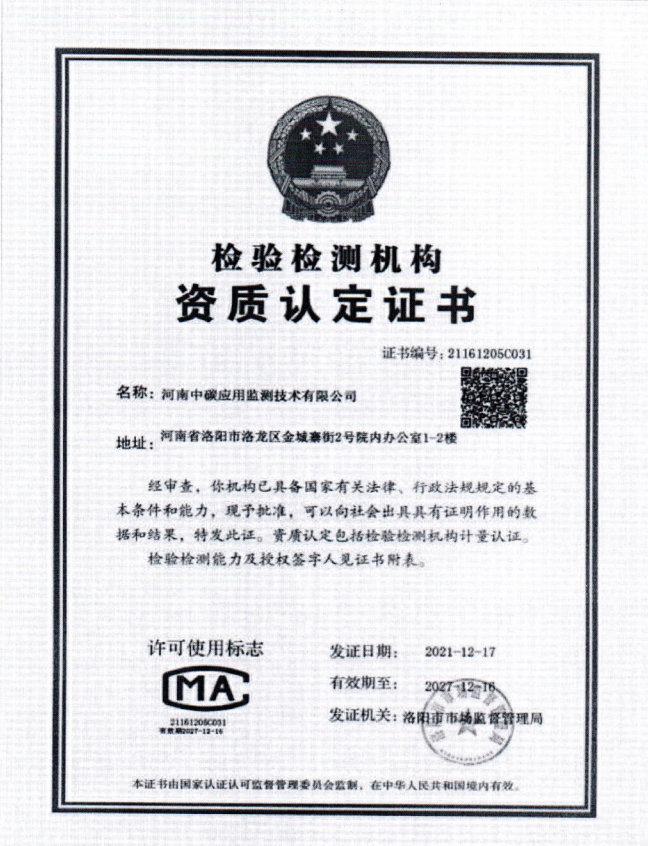 检验检测机构
资质认定证书
证书编号：21161205C031
名称：河南中碳应用监测技术有限公司
地址：河南省洛阳市洛龙区金城寨街2号院内办公室1-2楼
经审查，你机构已具备国家有关法律、行政法规规定的基
本条件和能力，现予批准，可以向社会出具具有证明作用的数
据和结果，特发此证。资质认定包括检验检测机构计量认证。
检验检测能力及授权签字人见证书附表。
许可使用标志
MA
21161205C031
有效期2027-12-16
发证日期： 2021-12-17
有效期至： 2027-12-16
发证机关：洛阳市市场监督管理局
本证书由国家认证认可监督管理委员会监制，在中华人民共和国境内有效。